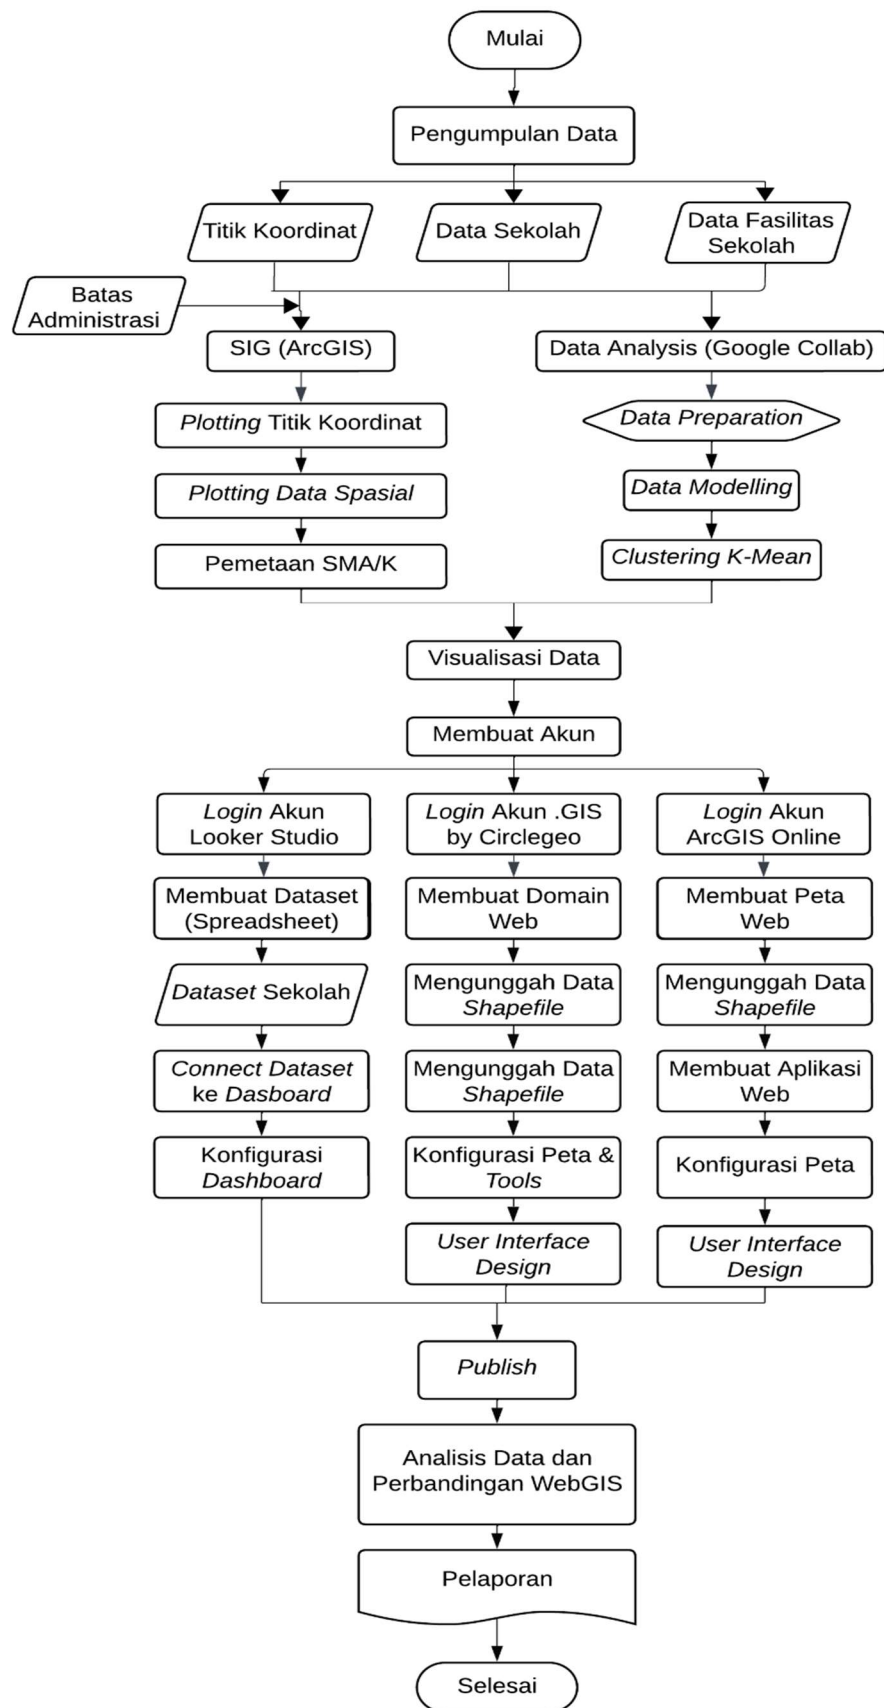 Mulai
Pengumpulan Data
Titik Koordinat
Data Sekolah
Data Fasilitas
Sekolah
Batas
Administrasi
SIG (ArcGIS)
Data Analysis (Google Collab)
Plotting Titik Koordinat
Data Preparation
Plotting Data Spasial
Data Modelling
Pemetaan SMA/K
Clustering K-Mean
Visualisasi Data
Membuat Akun
Login Akun
Looker Studio
Login Akun .GIS
by Circlegeo
Login Akun
ArcGIS Online
Membuat Dataset
(Spreadsheet)
Membuat Domain
Web
Membuat Peta
Web
Dataset Sekolah
Mengunggah Data
Shapefile
Mengunggah Data
Shapefile
Connect Dataset
ke Dasboard
Mengunggah Data
Shapefile
Membuat Aplikasi
Web
Konfigurasi
Dashboard
Konfigurasi Peta &
Tools
Konfigurasi Peta
User Interface
Design
User Interface
Design
Publish
Analisis Data dan
Perbandingan WebGIS
Pelaporan
Selesai